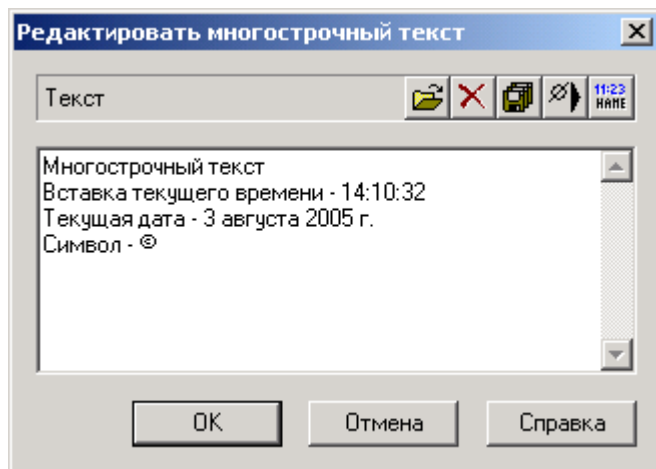 Редактировать многострочный текст
Текст
11:23
NAME
Многострочный текст
Вставка текущего времени - 14:10:32
Текущая дата - 3 августа 2005 г.
Символ - ©
OK
Отмена
Справка